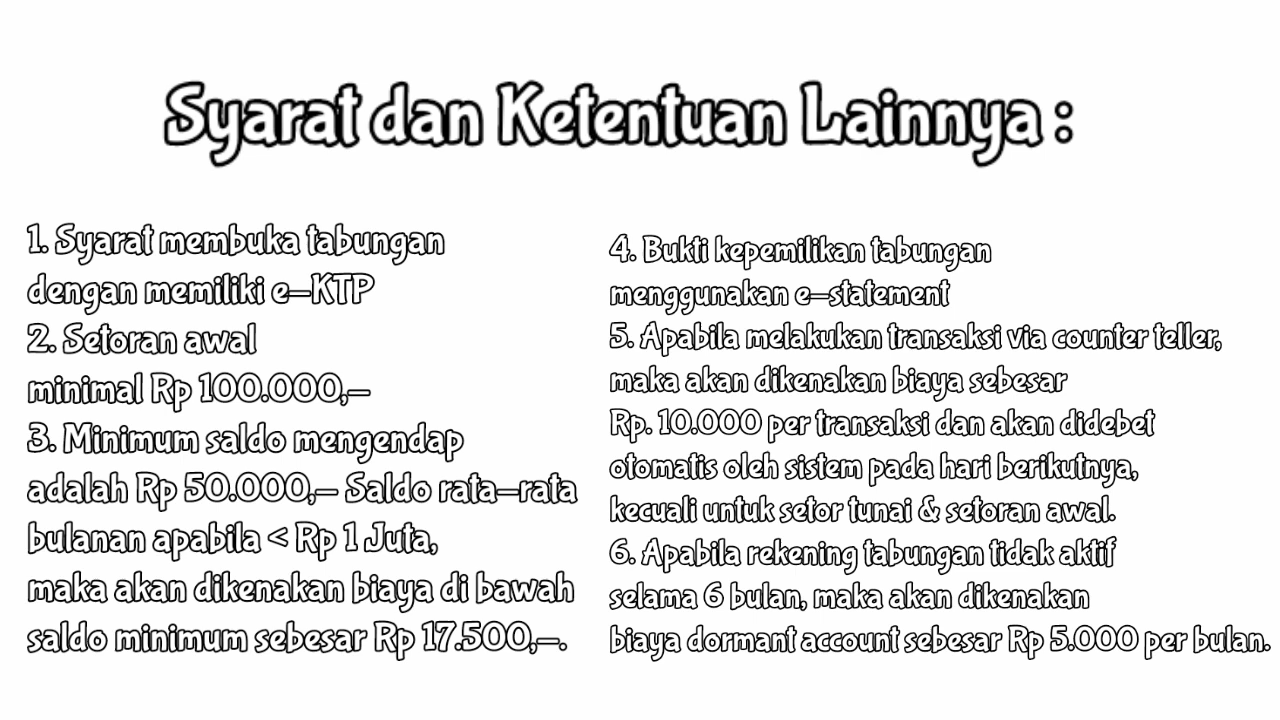 Syarat dan Ketentuan Lainnya :
1. Syarat membuka tabungan
dengan memiliki e-KTP
2. Setoran awal
minimal Rp 100.000,-
3. Minimum saldo mengendap
adalah Rp 50.000,- Saldo rata-rata
bulanan apabila < Rp 1 Juta,
maka akan dikenakan biaya di bawah
saldo minimum sebesar Rp 17.500,-.
4. Bukti kepemilikan tabungan
menggunakan e-statement
5. Apabila melakukan transaksi via counter teller,
maka akan dikenakan biaya sebesar
Rp. 10.000 per transaksi dan akan didebet
otomatis oleh sistem pada hari berikutnya,
kecuali untuk setor tunai & setoran awal.
6. Apabila rekening tabungan tidak aktif
selama 6 bulan, maka akan dikenakan
biaya dormant account sebesar Rp 5.000 per bulan.